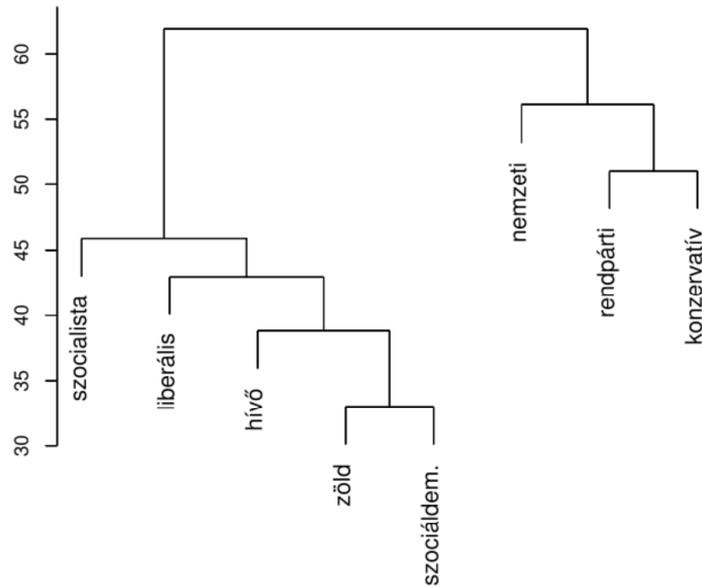 60
55
50
45
40
35
30
szocialista
liberális
hívő
zöld
szociáldem.
nemzeti
rendpárti
konzervatív